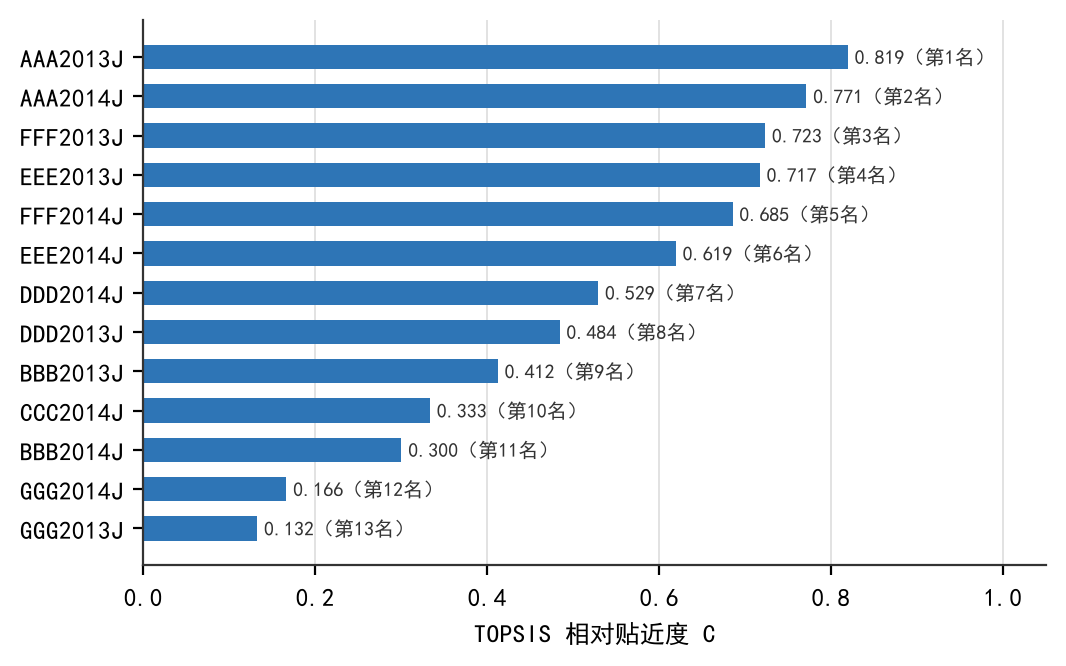 AAA2013J 0.819（第1名）
AAA2014J 0.771（第2名）
FFF2013J 0.723（第3名）
EEE2013J 0.717（第4名）
FFF2014J 0.685（第5名）
EEE2014J 0.619（第6名）
DDD2014J 0.529（第7名）
DDD2013J 0.484（第8名）
BBB2013J 0.412（第9名）
CCC2014J 0.333（第10名）
BBB2014J 0.300（第11名）
GGG2014J 0.166（第12名）
GGG2013J 0.132（第13名）
0.0 0.2 0.4 0.6 0.8 1.0
TOPSIS 相对贴近度 C